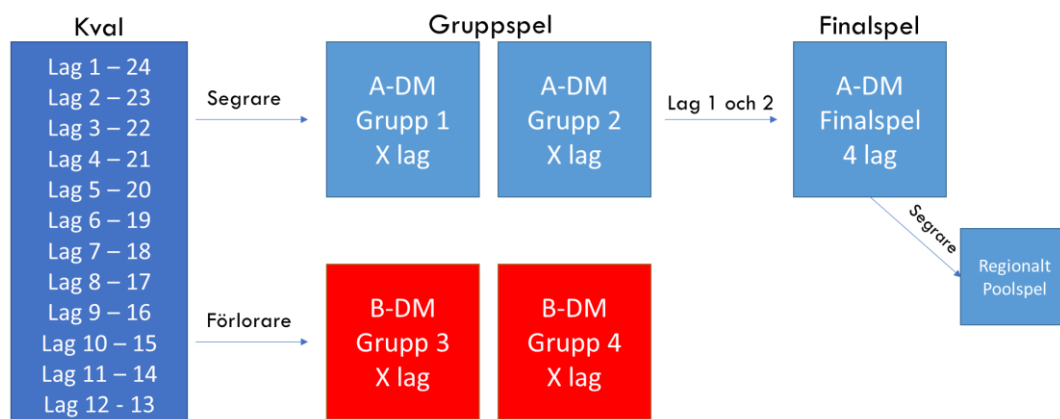 Kval
Lag 1 – 24
Lag 2 – 23
Lag 3 – 22
Lag 4 – 21
Lag 5 – 20
Lag 6 – 19
Lag 7 – 18
Lag 8 – 17
Lag 9 – 16
Lag 10 – 15
Lag 11 – 14
Lag 12 - 13
Segrare
Förlorare
Gruppspel
A-DM
Grupp 1
X lag
A-DM
Grupp 2
X lag
B-DM
Grupp 3
X lag
B-DM
Grupp 4
X lag
Lag 1 och 2
Finalspel
A-DM
Finalspel
4 lag
Segrare
Regionalt
Poolspel